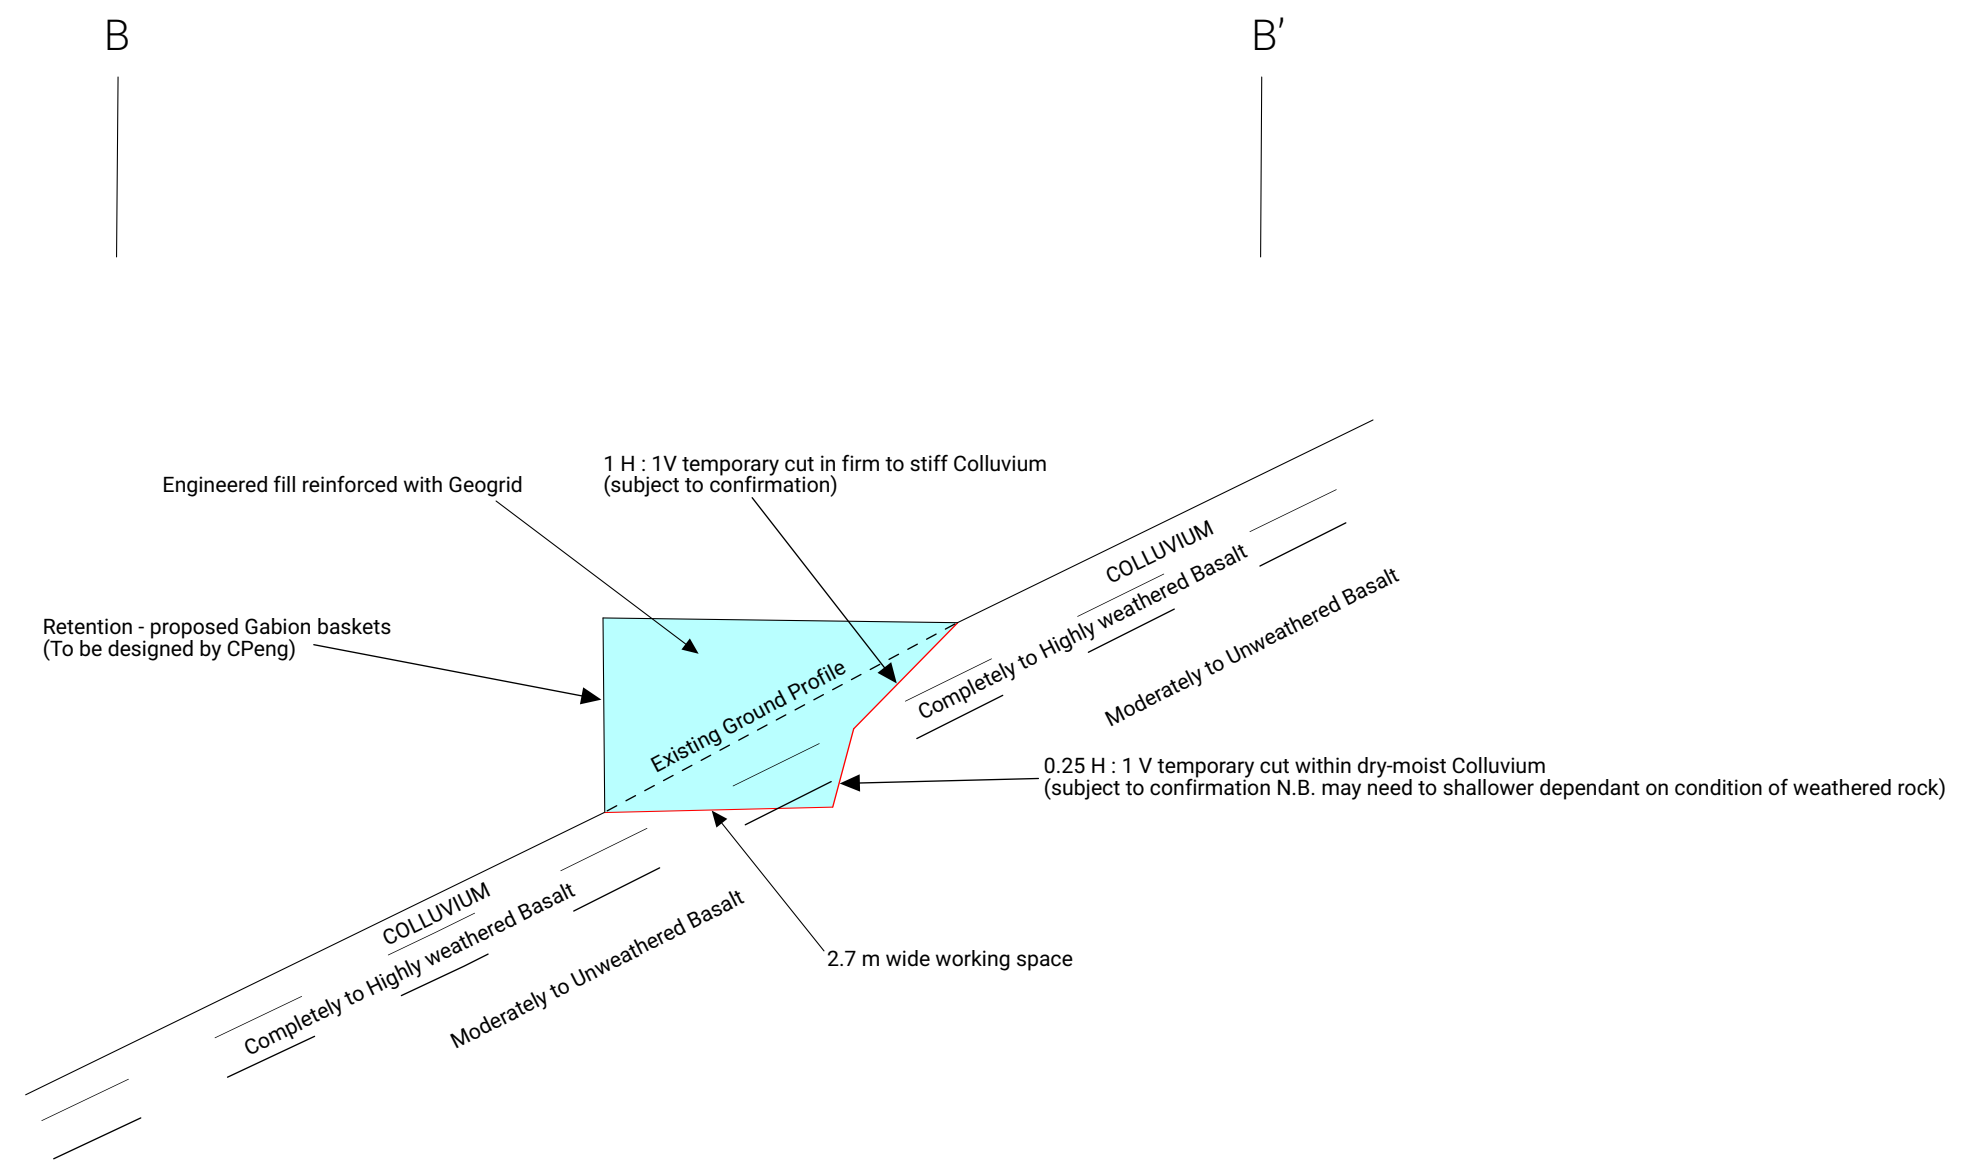 B
B'
1 H : 1V temporary cut in firm to stiff Colluvium
(subject to confirmation)
Engineered fill reinforced with Geogrid
COLLUVIUM
Completely to Highly weathered Basalt
Moderately to Unweathered Basalt
Retention - proposed Gabion baskets
(To be designed by CPeng)
Existing Ground Profile
0.25 H : 1 V temporary cut within dry-moist Colluvium
(subject to confirmation N.B. may need to shallower dependant on condition of weathered rock)
COLLUVIUM
Completely to Highly weathered Basalt
Moderately to Unweathered Basalt
2.7 m wide working space